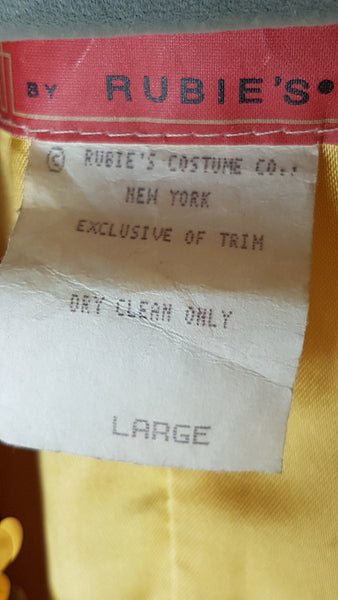 BY RUBIE'S
© RUBIE'S COSTUME CO.,
NEW YORK
EXCLUSIVE OF TRIM
DRY CLEAN ONLY
LARGE